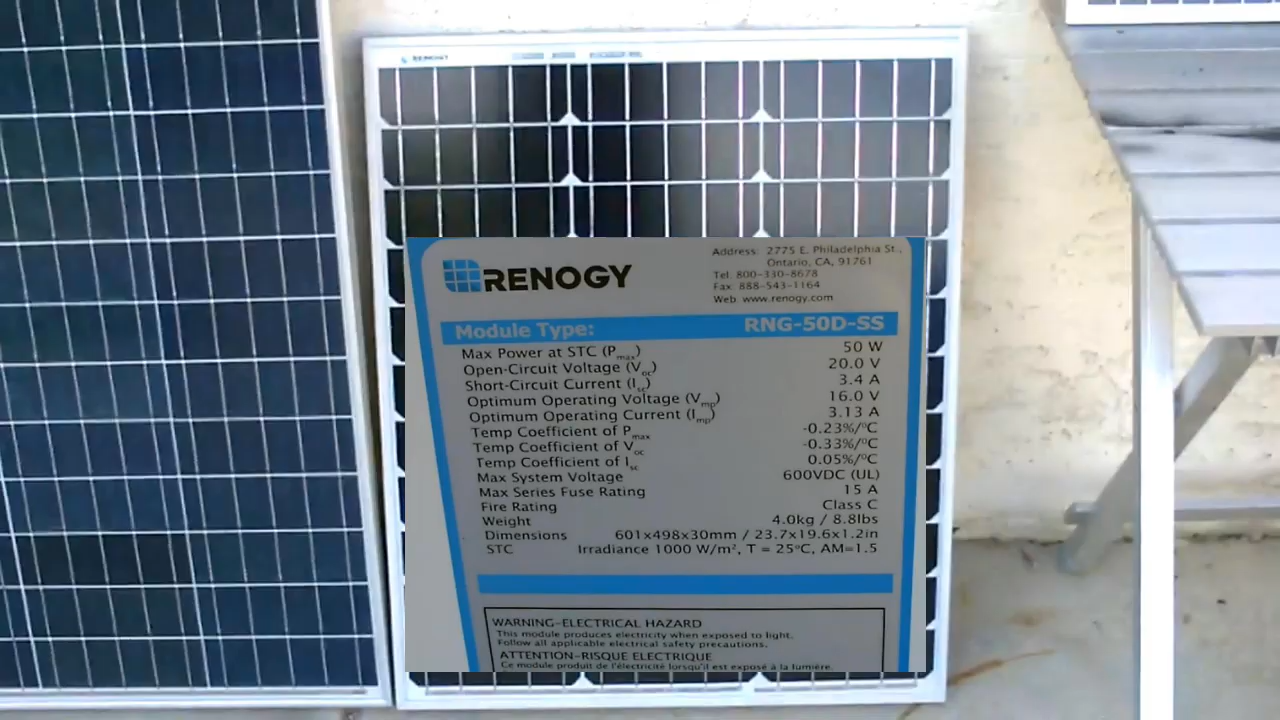 RENOGY
RENOGY
Address: 2775 E. Philadelphia St.,
Ontario, CA, 91761
Tel: 800-330-8678
Fax: 888-543-1164
Web: www.renogy.com
Module Type: RNG-50D-SS
Max Power at STC (Pmax) 50 W
Open-Circuit Voltage (Voc) 20.0 V
Short-Circuit Current (Isc) 3.4 A
Optimum Operating Voltage (Vmp) 16.0 V
Optimum Operating Current (Imp) 3.13 A
Temp Coefficient of Pmax -0.23%/°C
Temp Coefficient of Voc -0.33%/°C
Temp Coefficient of Isc 0.05%/°C
Max System Voltage 600VDC (UL)
Max Series Fuse Rating 15 A
Fire Rating Class C
Weight 4.0kg / 8.8lbs
Dimensions 601x498x30mm / 23.7x19.6x1.2in
STC Irradiance 1000 W/m², T = 25°C, AM=1.5
WARNING-ELECTRICAL HAZARD
This module produces electricity when exposed to light.
Follow all applicable electrical safety precautions.
ATTENTION-RISQUE ELECTRIQUE
Ce module produit de l'électricité lorsqu'il est exposé à la lumière.